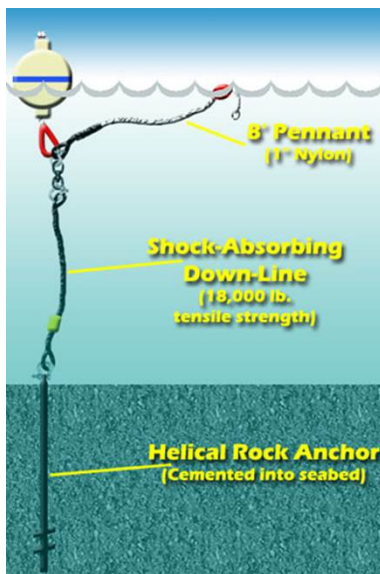 8' Pennant
(1" Nylon)
Shock-Absorbing
Down-Line
(18,000 lb.
tensile strength)
Helical Rock Anchor
(Cemented into seabed)